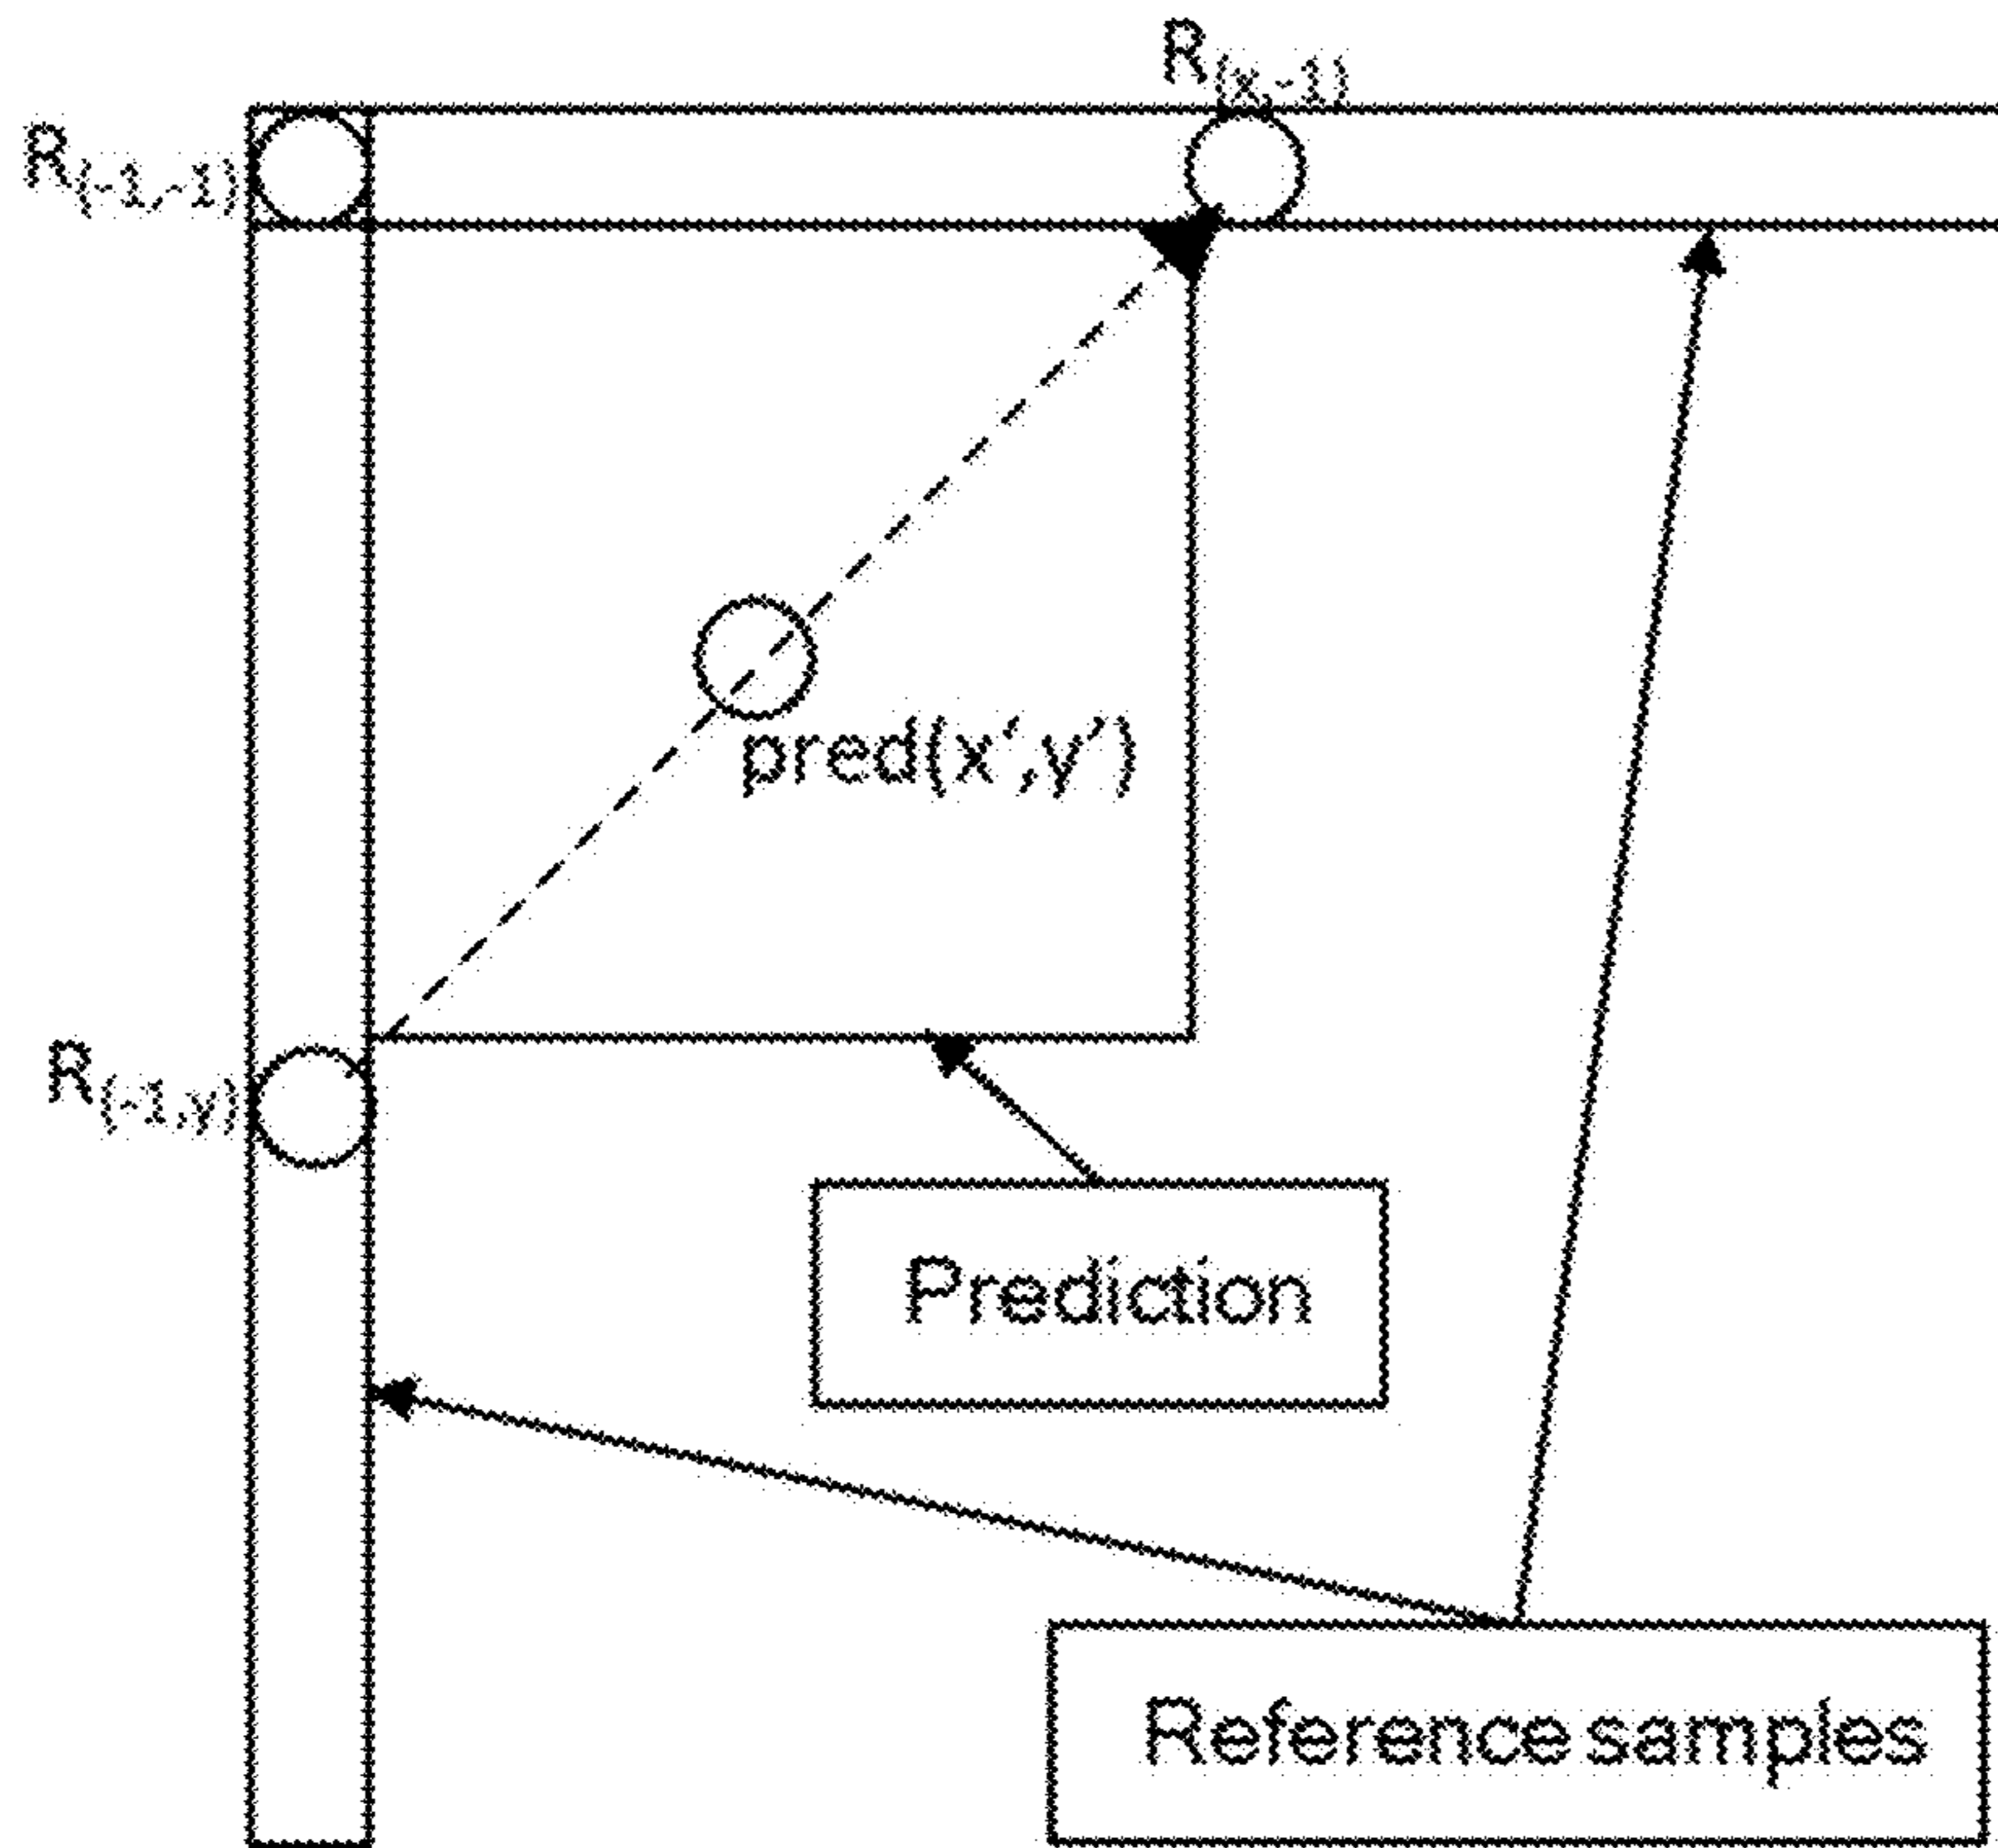 R(x,-1)
R(-1,-1)
pred(x',y')
R(-1,y)
Prediction
Reference samples